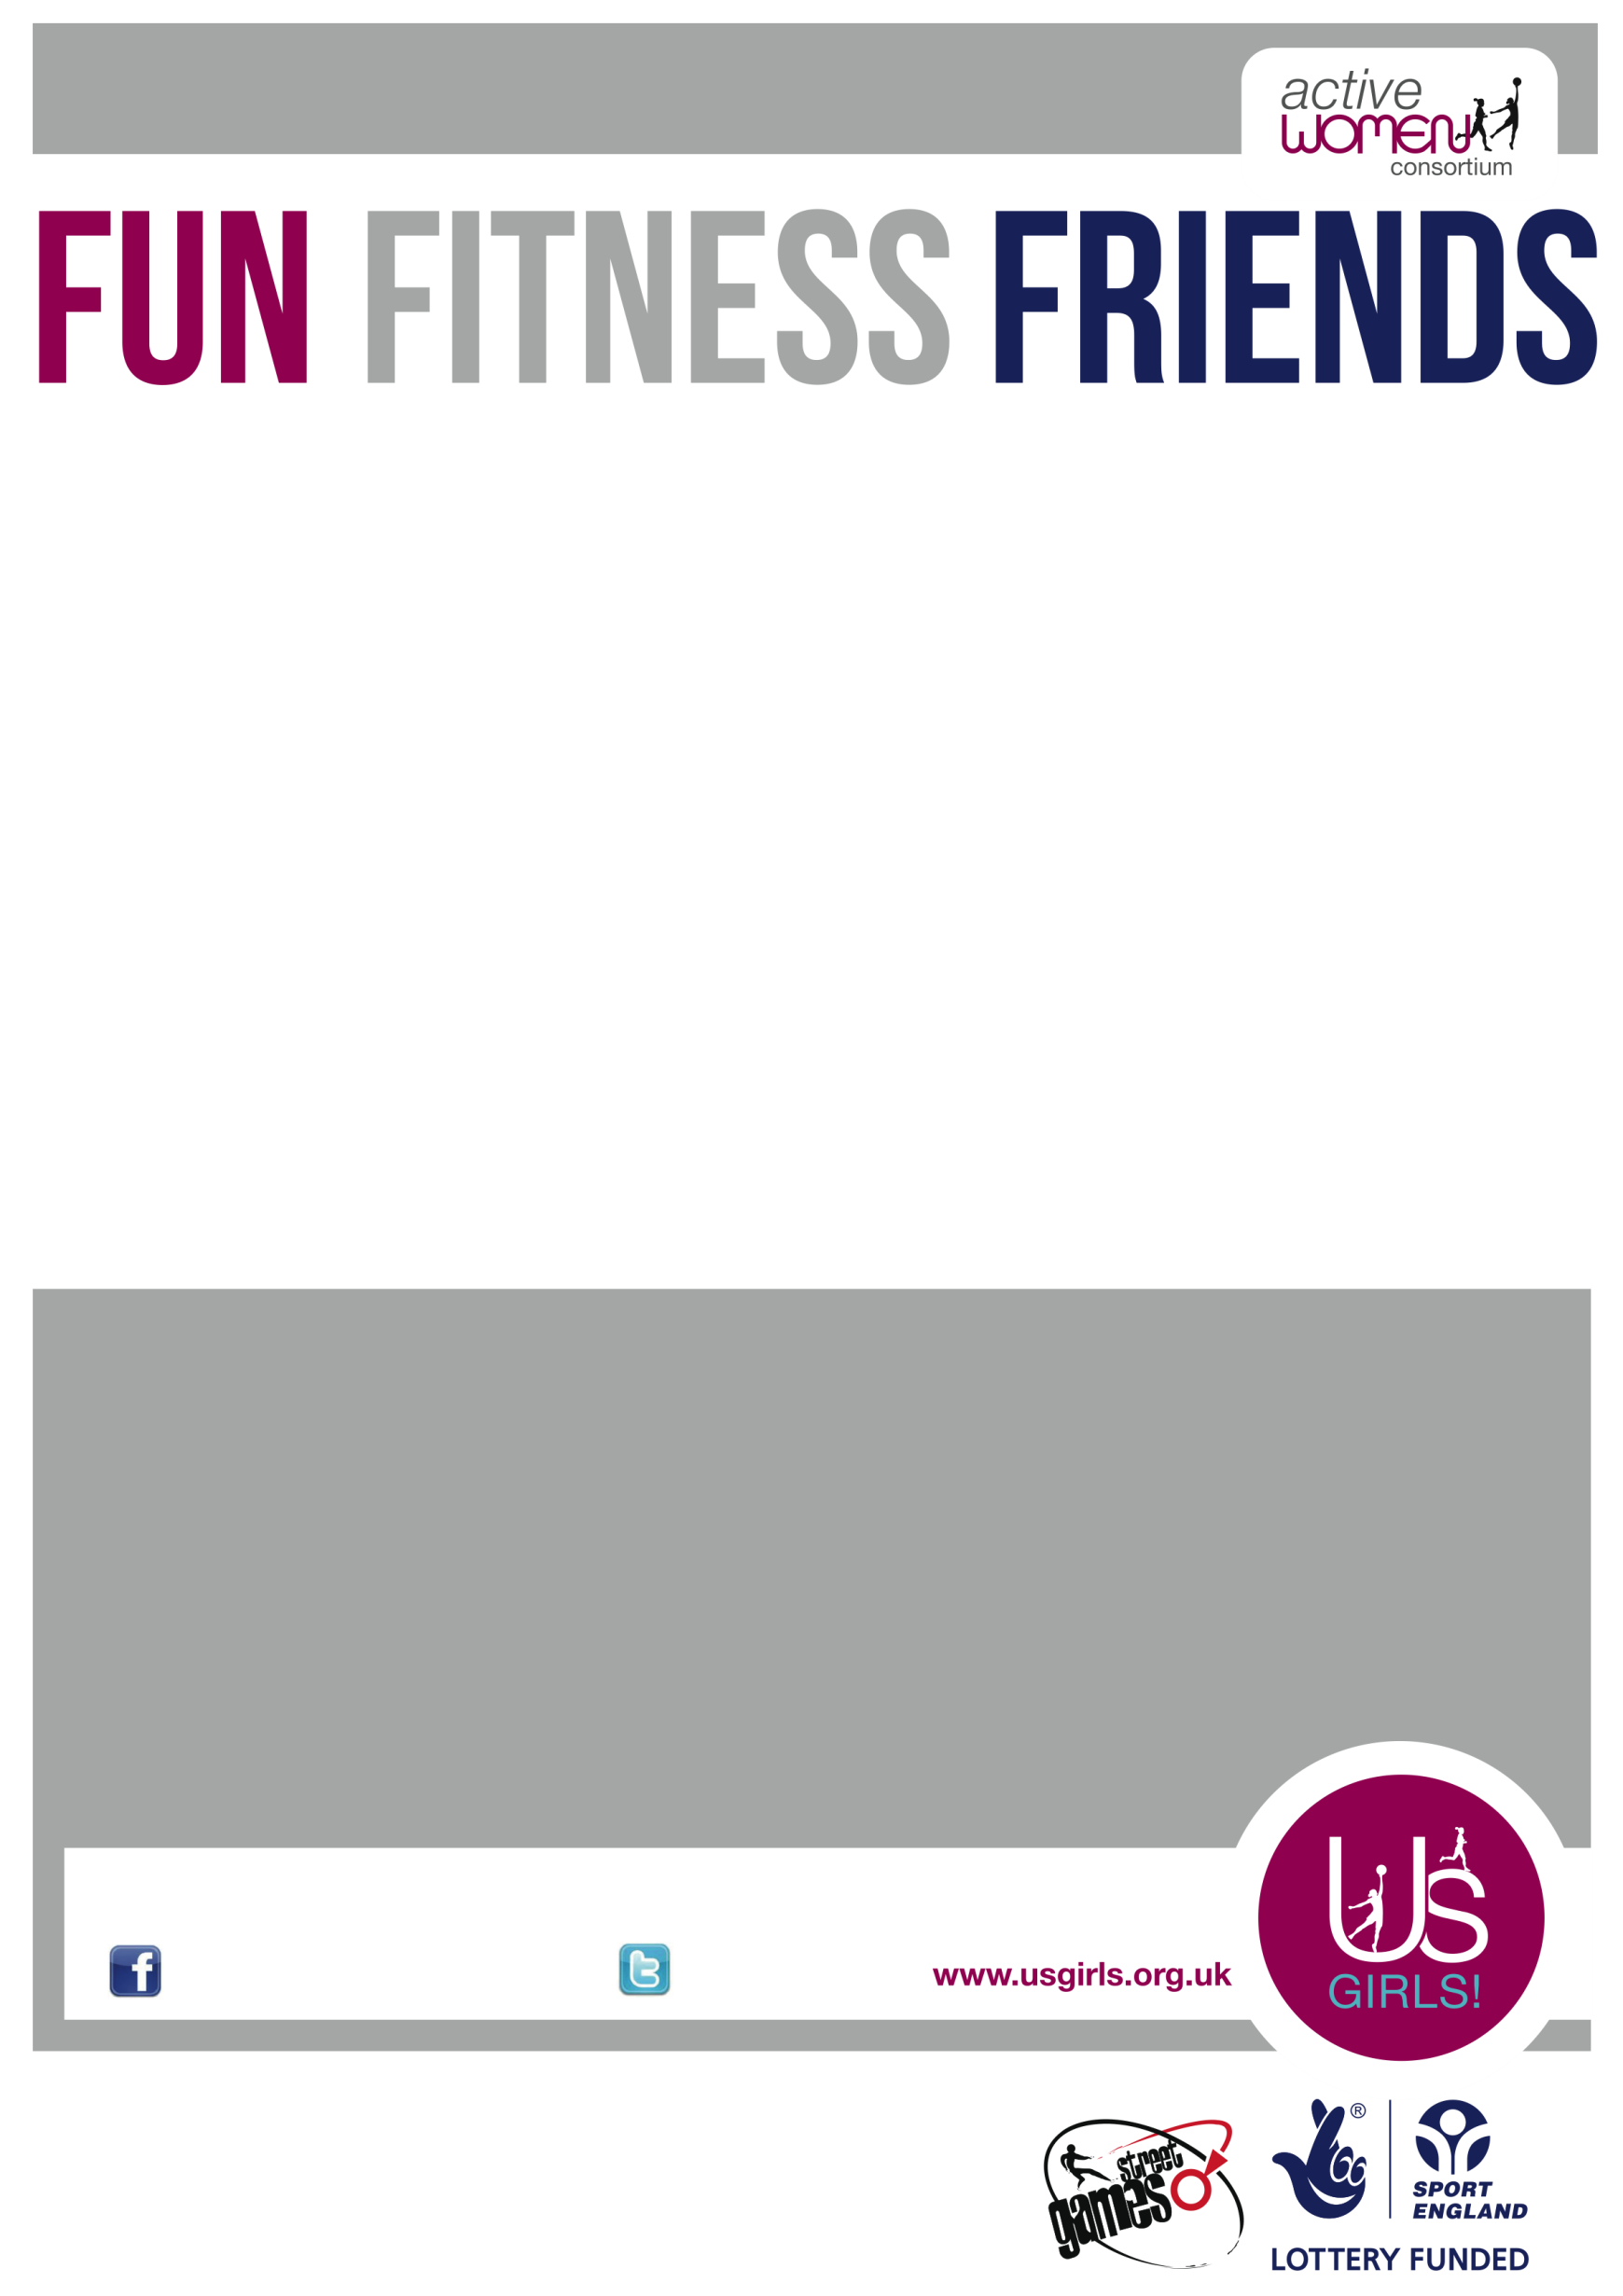 active
women
consortium
FUN FITNESS FRIENDS
US
GIRLS!
f
t
www.usgirls.org.uk
street
games
®
SPORT
ENGLAND
LOTTERY FUNDED